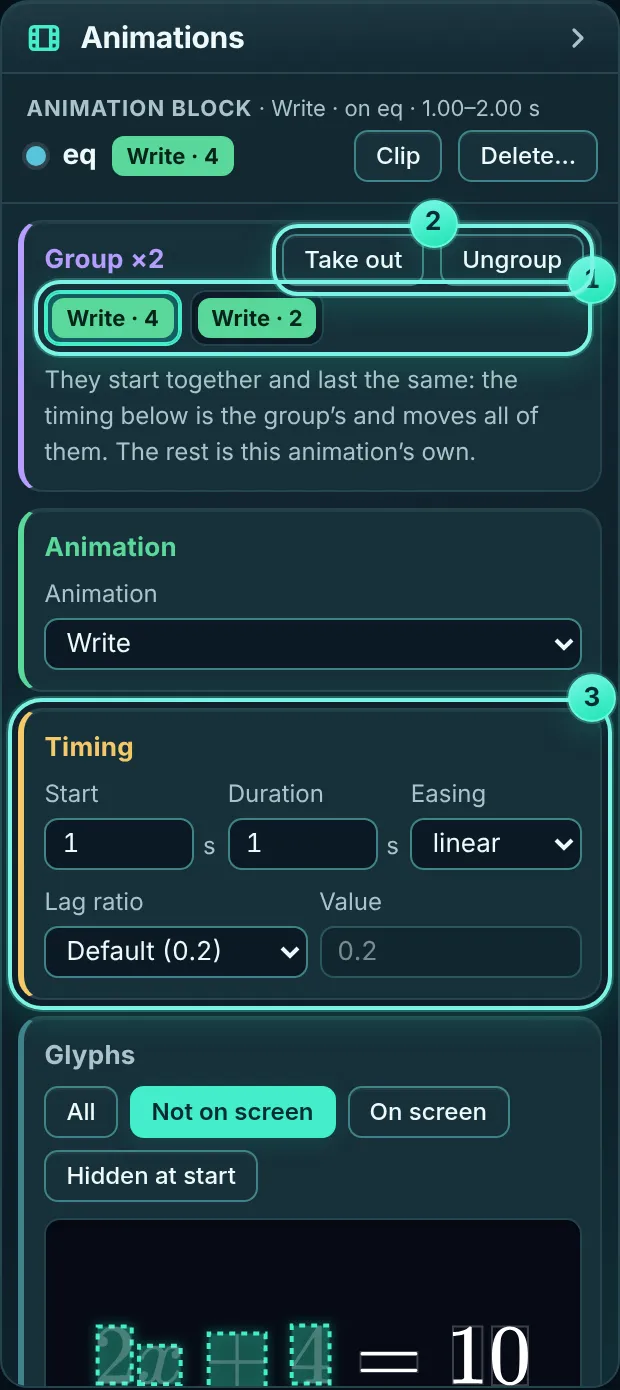 Animations
ANIMATION BLOCK · Write · on eq · 1.00–2.00 s
eq Write · 4 Clip Delete...
2
Group ×2 Take out Ungroup
1
Write · 4 Write · 2
They start together and last the same: the
timing below is the group’s and moves all of
them. The rest is this animation’s own.
Animation
Animation
Write
3
Timing
Start Duration Easing
1 s 1 s linear
Lag ratio Value
Default (0.2) 0.2
Glyphs
All Not on screen On screen
Hidden at start
2x + 4 = 10